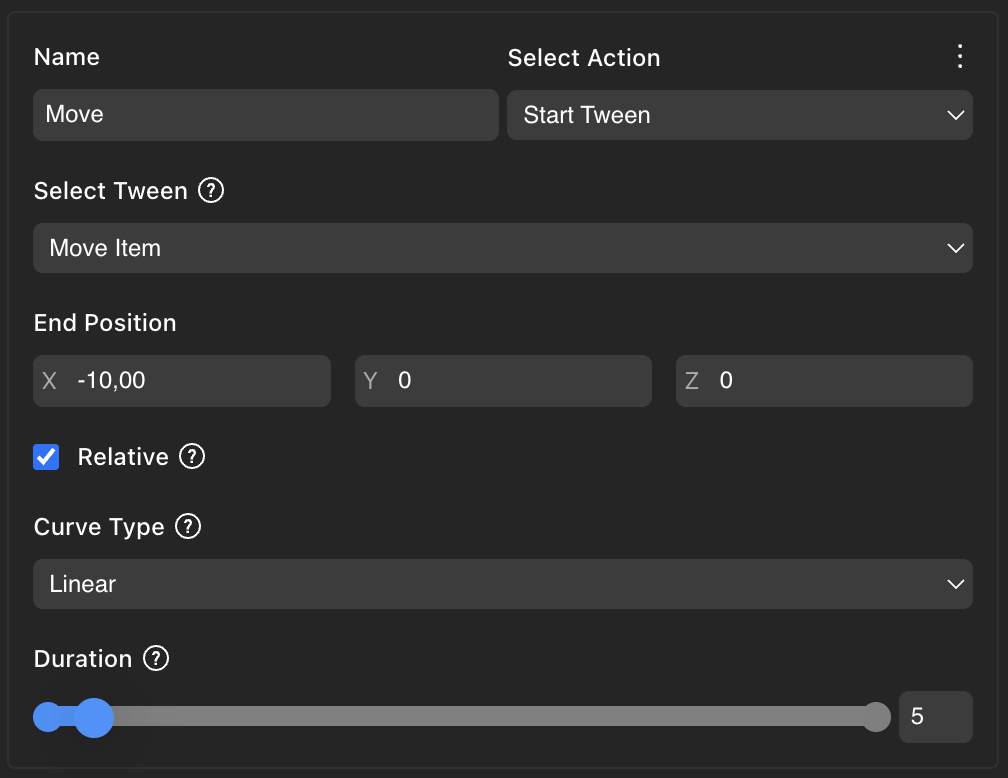 Name
Select Action
Move
Start Tween
Select Tween ?
Move Item
End Position
X -10,00
Y 0
Z 0
Relative ?
Curve Type ?
Linear
Duration ?
5